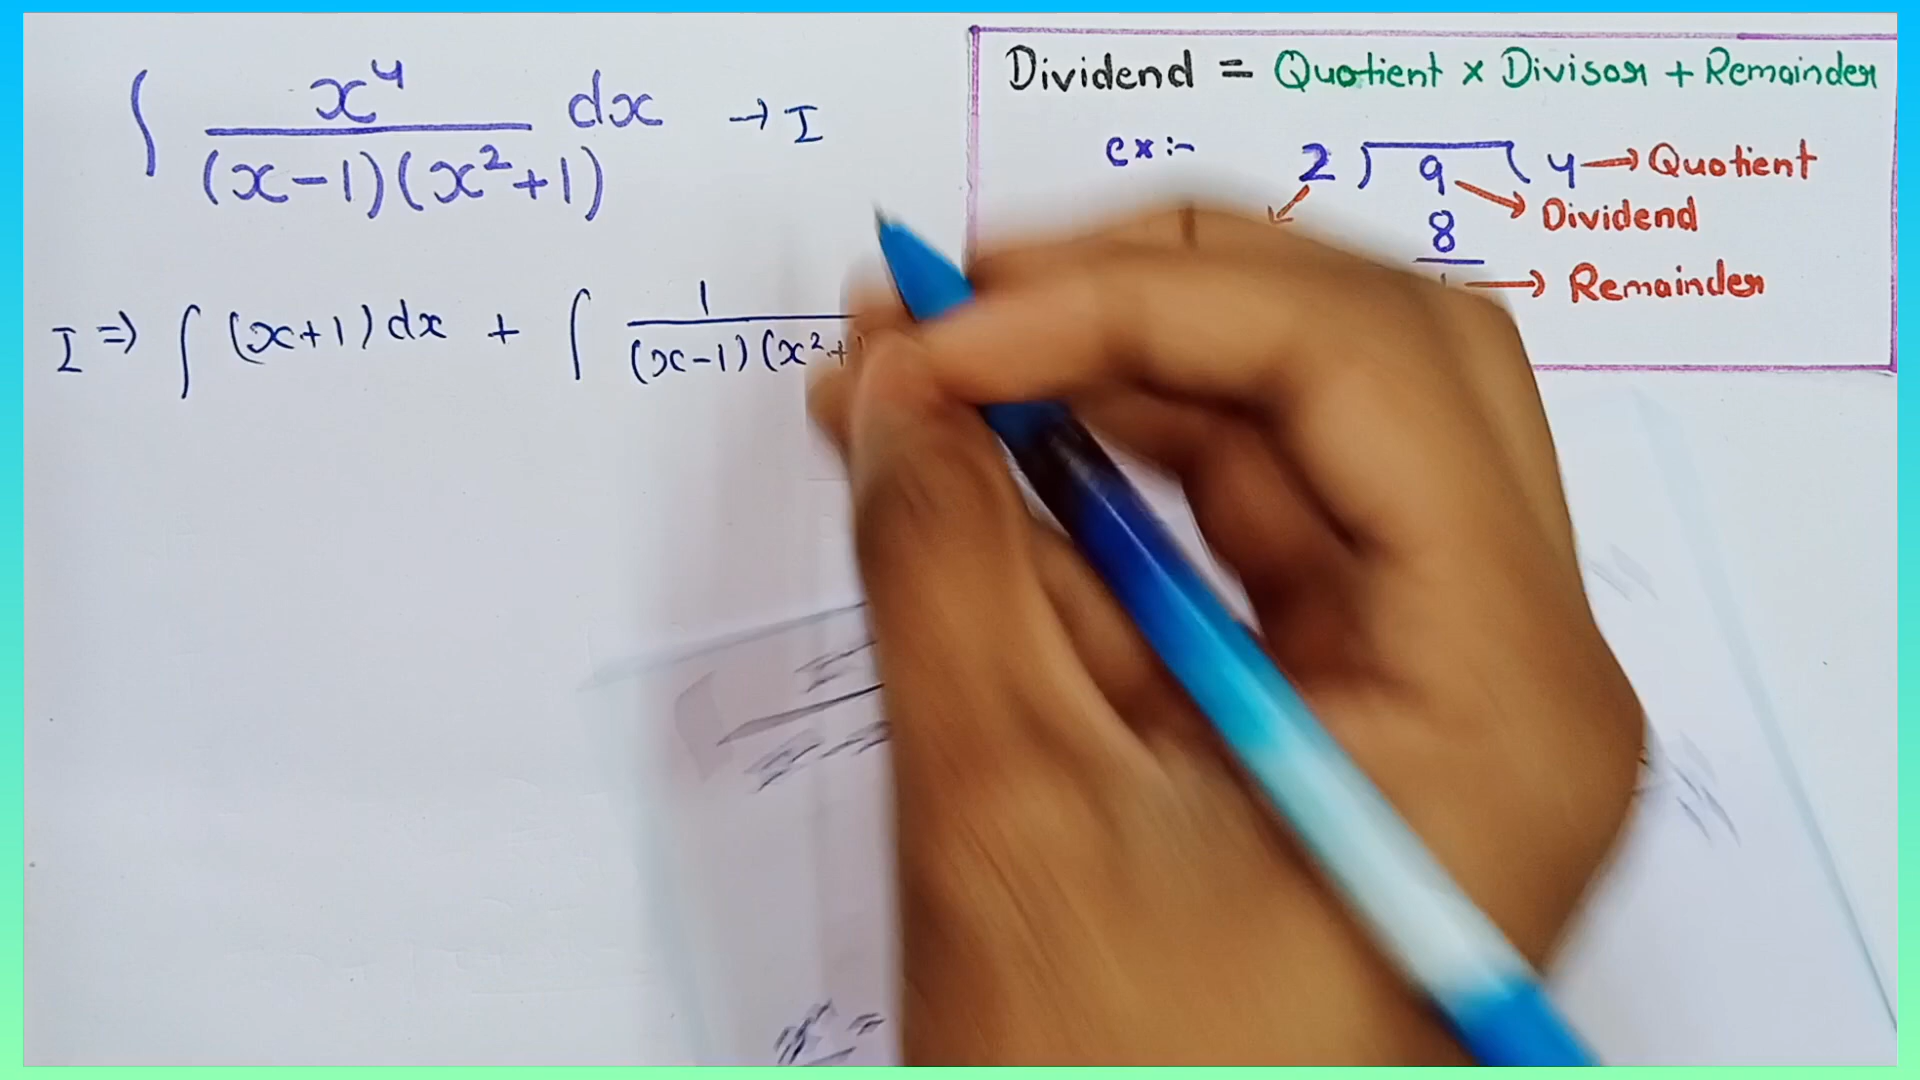 ∫ x⁴ / (x-1)(x²+1) dx → I
I ⇒ ∫ (x+1) dx + ∫ 1 / (x-1)(x²+
Dividend = Quotient × Divisor + Remainder
ex:- 2 ) 9 ( 4 → Quotient
Dividend
8
→ Remainder